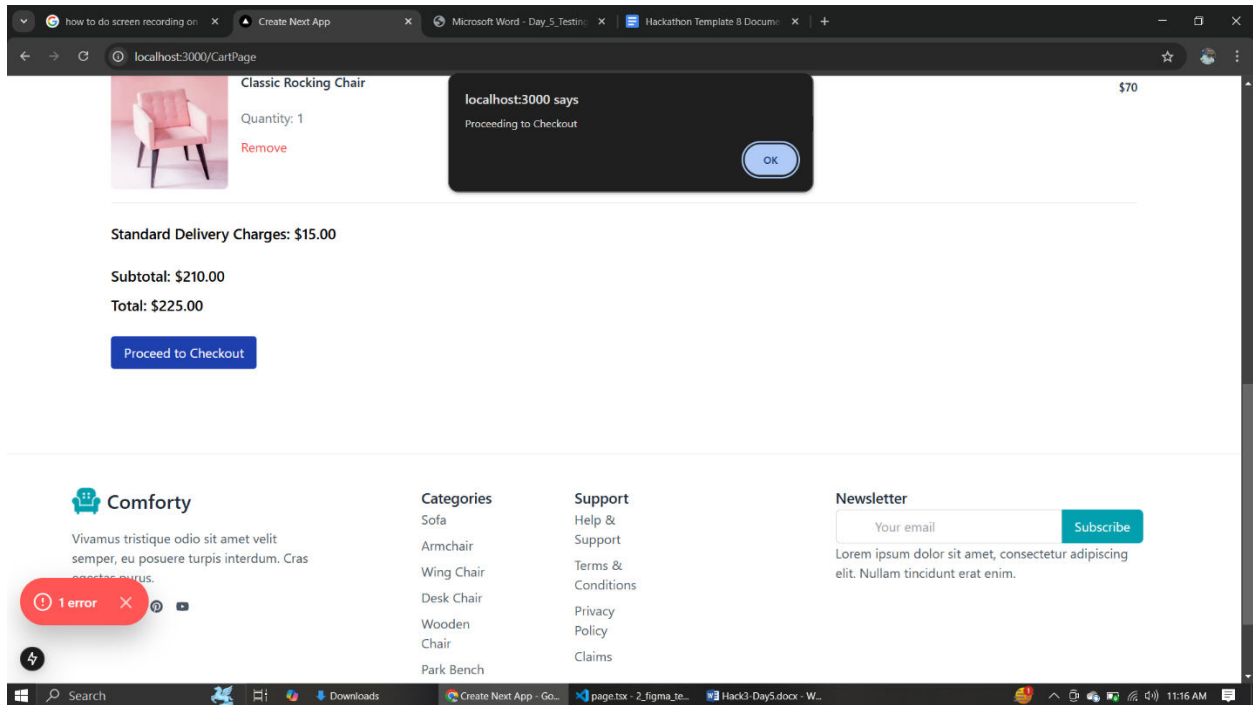 how to do screen recording on
Create Next App
Microsoft Word - Day_5_Testing
Hackathon Template 8 Docume
localhost:3000/CartPage
Classic Rocking Chair
Quantity: 1
Remove
$70
localhost:3000 says
Proceeding to Checkout
OK
Standard Delivery Charges: $15.00
Subtotal: $210.00
Total: $225.00
Proceed to Checkout
Comforty
Vivamus tristique odio sit amet velit
semper, eu posuere turpis interdum. Cras
egestas purus.
Categories
Sofa
Armchair
Wing Chair
Desk Chair
Wooden
Chair
Park Bench
Support
Help &
Support
Terms &
Conditions
Privacy
Policy
Claims
Newsletter
Your email
Subscribe
Lorem ipsum dolor sit amet, consectetur adipiscing
elit. Nullam tincidunt erat enim.
1 error
Search
Downloads
Create Next App - Go...
page.tsx - 2_figma_te...
Hack3-Day5.docx - W...
11:16 AM